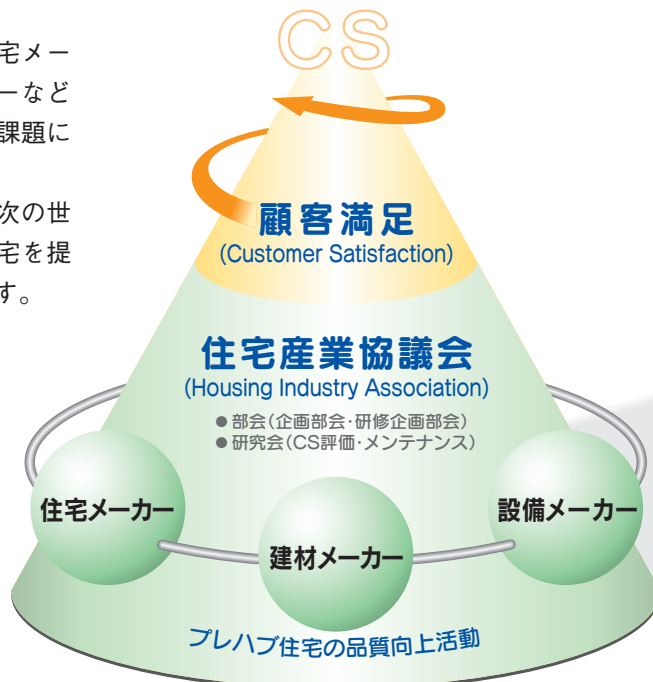 宅メー
ーなど
課題に
次の世
宅を提
す。
CS
顧客満足
(Customer Satisfaction)
住宅産業協議会
(Housing Industry Association)
●部会(企画部会・研修企画部会)
●研究会(CS評価・メンテナンス)
住宅メーカー
建材メーカー
設備メーカー
プレハブ住宅の品質向上活動